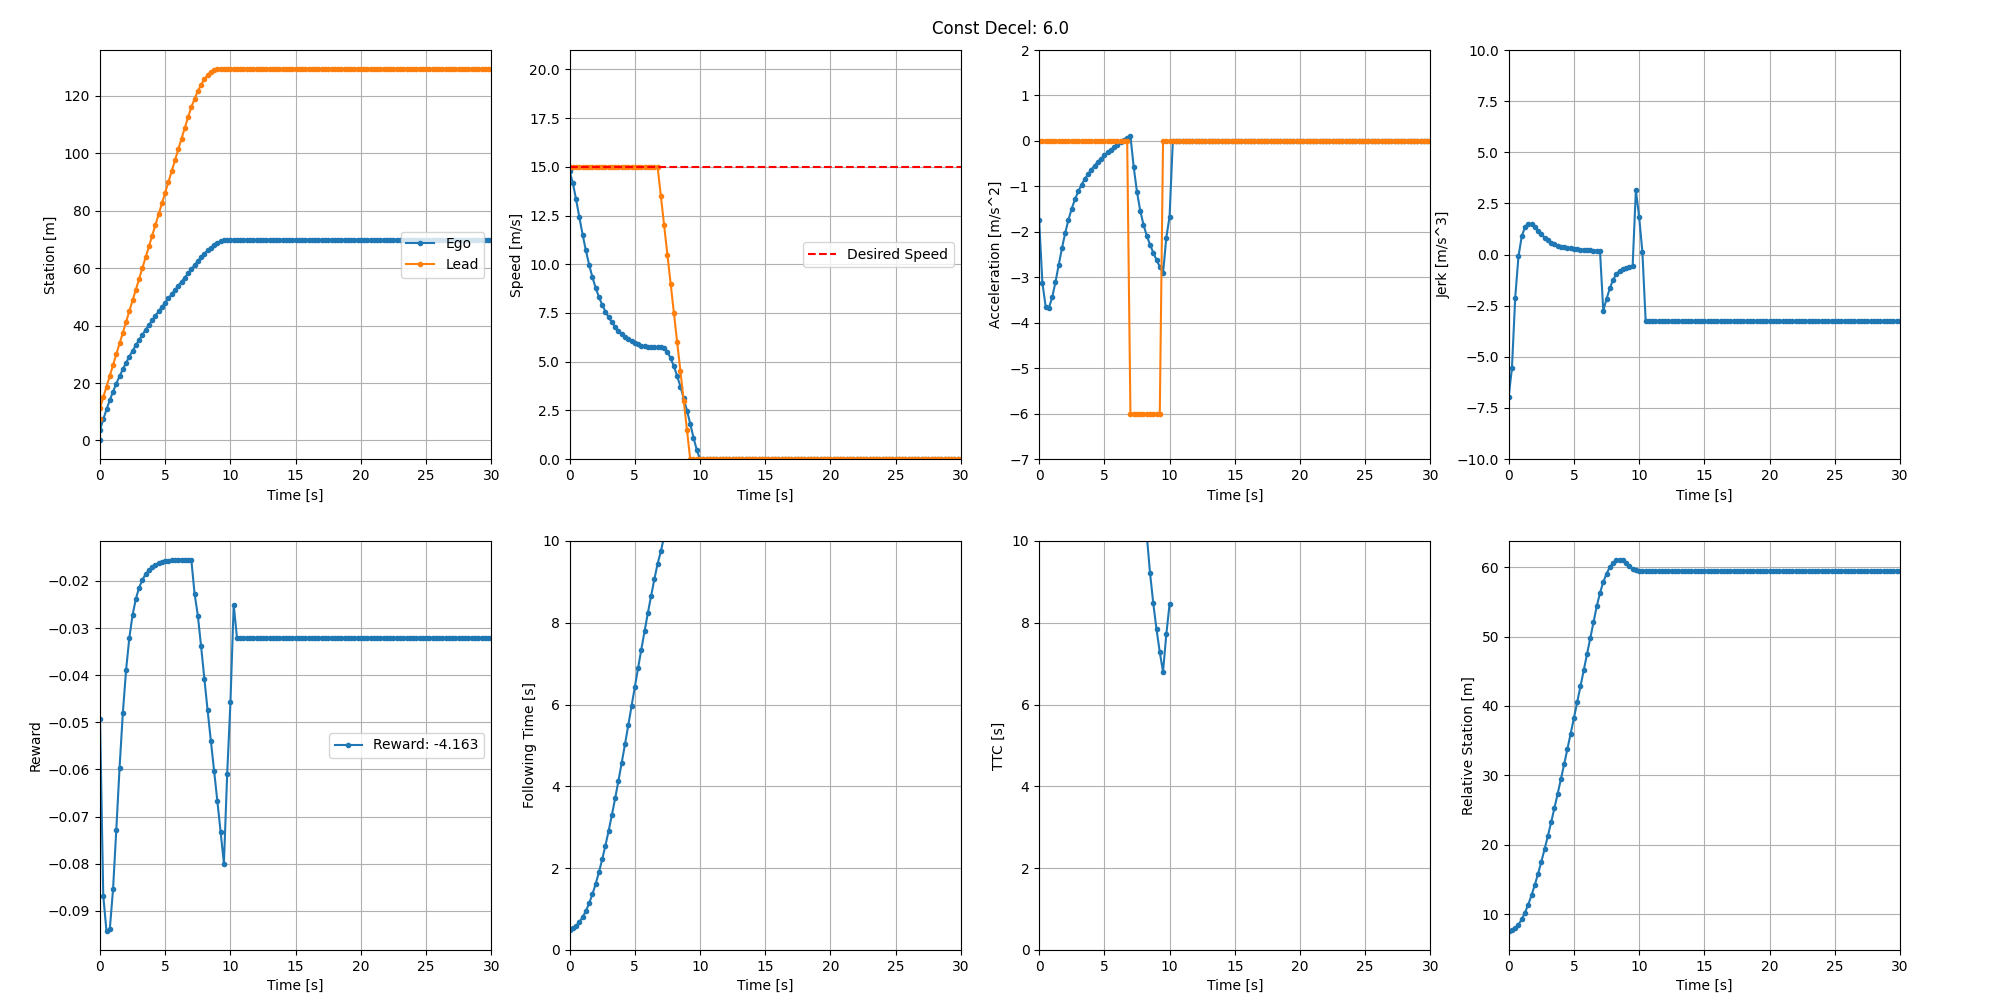 Const Decel: 6.0
Station [m]
120
100
80
60
40
20
0
Ego
Lead
0 5 10 15 20 25 30
Time [s]
Speed [m/s]
20.0
17.5
15.0
12.5
10.0
7.5
5.0
2.5
0.0
Desired Speed
0 5 10 15 20 25 30
Time [s]
Acceleration [m/s^2]
2
1
0
−1
−2
−3
−4
−5
−6
−7
0 5 10 15 20 25 30
Time [s]
Jerk [m/s^3]
10.0
7.5
5.0
2.5
0.0
−2.5
−5.0
−7.5
−10.0
0 5 10 15 20 25 30
Time [s]
Reward
−0.02
−0.03
−0.04
−0.05
−0.06
−0.07
−0.08
−0.09
Reward: -4.163
0 5 10 15 20 25 30
Time [s]
Following Time [s]
10
8
6
4
2
0
0 5 10 15 20 25 30
Time [s]
TTC [s]
10
8
6
4
2
0
0 5 10 15 20 25 30
Time [s]
Relative Station [m]
60
50
40
30
20
10
0 5 10 15 20 25 30
Time [s]